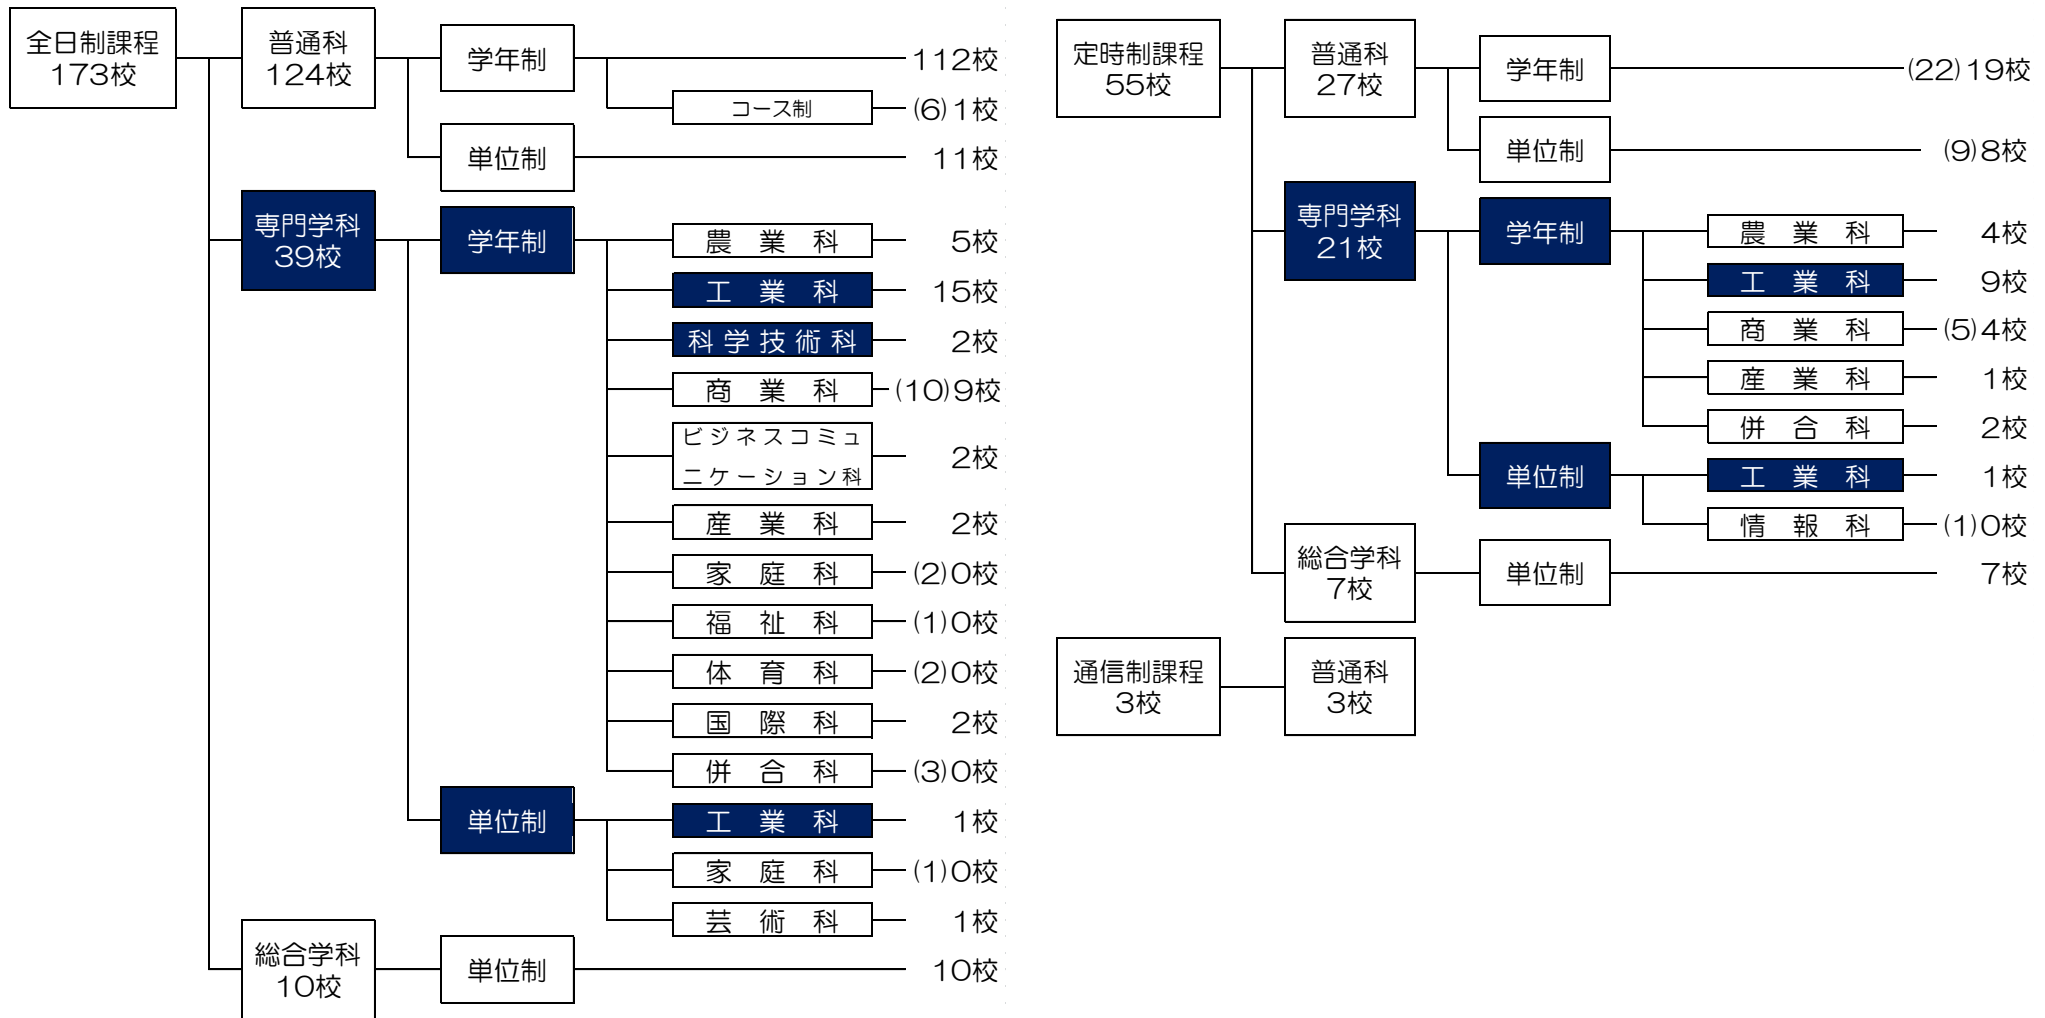 全日制課程
173校
普通科
124校
学年制
112校
コース制
(6)1校
単位制
11校
専門学科
39校
学年制
農業科
5校
工業科
15校
科学技術科
2校
商業科
(10)9校
ビジネスコミュ
ニケーション科
2校
産業科
2校
家庭科
(2)0校
福祉科
(1)0校
体育科
(2)0校
国際科
2校
併合科
(3)0校
単位制
工業科
1校
家庭科
(1)0校
芸術科
1校
総合学科
10校
単位制
10校
定時制課程
55校
普通科
27校
学年制
(22)19校
単位制
(9)8校
専門学科
21校
学年制
農業科
4校
工業科
9校
商業科
(5)4校
産業科
1校
併合科
2校
単位制
工業科
1校
情報科
(1)0校
総合学科
7校
単位制
7校
通信制課程
3校
普通科
3校